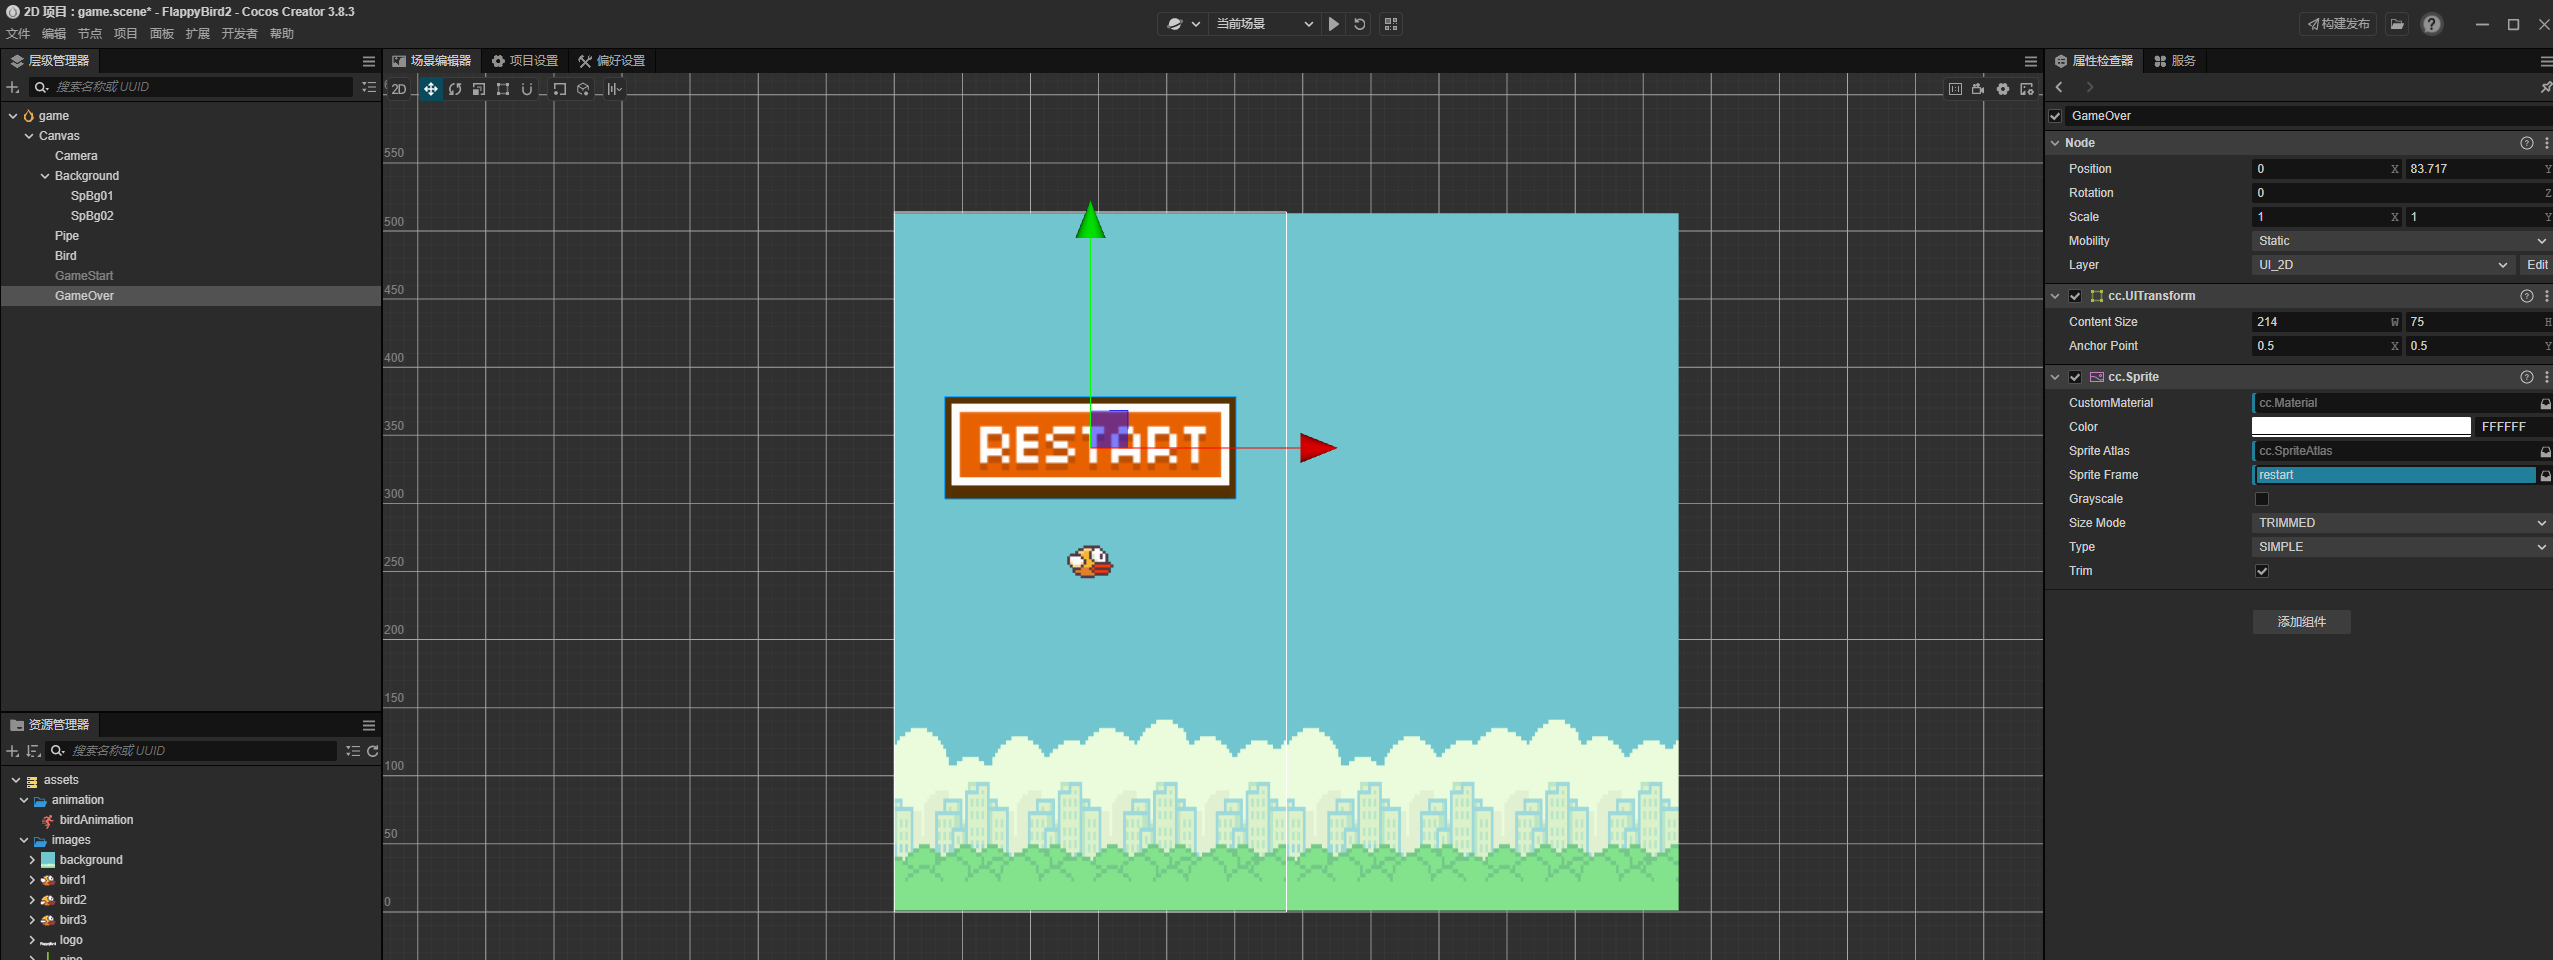 2D 项目 : game.scene* - FlappyBird2 - Cocos Creator 3.8.3
文件 编辑 节点 项目 面板 扩展 开发者 帮助
当前场景
构建发布
层级管理器
搜索名称或 UUID
game
Canvas
Camera
Background
SpBg01
SpBg02
Pipe
Bird
GameStart
GameOver
资源管理器
搜索名称或 UUID
assets
animation
birdAnimation
images
background
bird1
bird2
bird3
logo
pipe
场景编辑器 项目设置 偏好设置
2D
550
500
450
400
350
300
250
200
150
100
50
0
RESTART
属性检查器 服务
GameOver
Node
Position 0 X 83.717 Y
Rotation 0 Z
Scale 1 X 1 Y
Mobility Static
Layer UI_2D Edit
cc.UITransform
Content Size 214 W 75 H
Anchor Point 0.5 X 0.5 Y
cc.Sprite
CustomMaterial cc.Material
Color FFFFFF
Sprite Atlas cc.SpriteAtlas
Sprite Frame restart
Grayscale
Size Mode TRIMMED
Type SIMPLE
Trim
添加组件